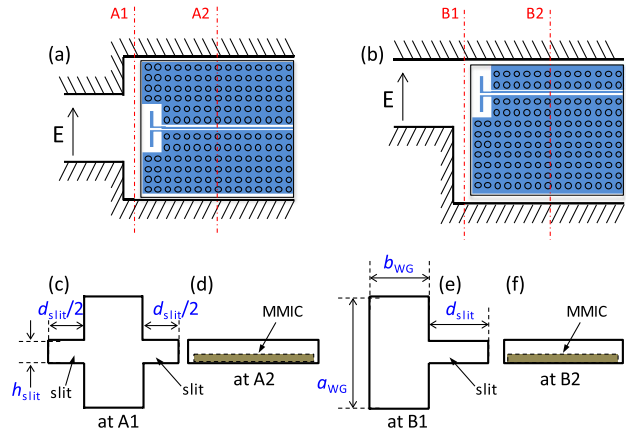 A1 A2
B1 B2
(a)
(b)
E
E
(c)
(d)
(e)
(f)
d_slit/2 d_slit/2
b_WG
d_slit
MMIC
MMIC
h_slit
slit
slit
a_WG
slit
at A1
at A2
at B1
at B2